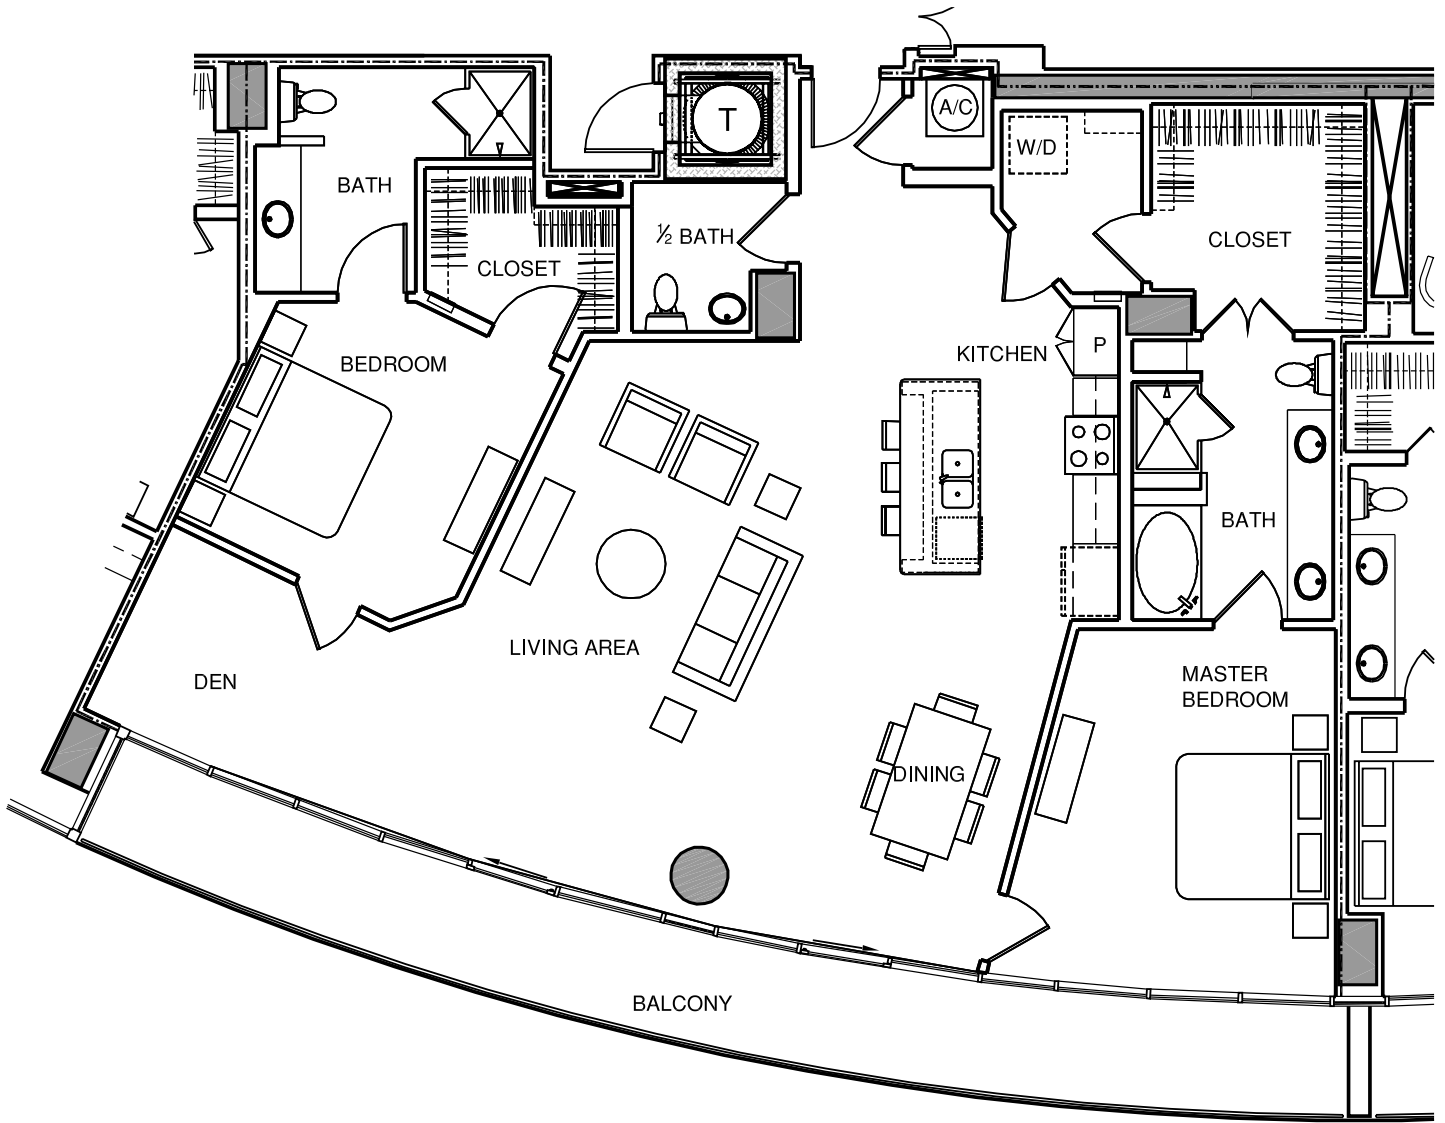 T
A/C
W/D
BATH
½ BATH
CLOSET
CLOSET
P
KITCHEN
BEDROOM
BATH
LIVING AREA
DEN
MASTER
BEDROOM
DINING
BALCONY